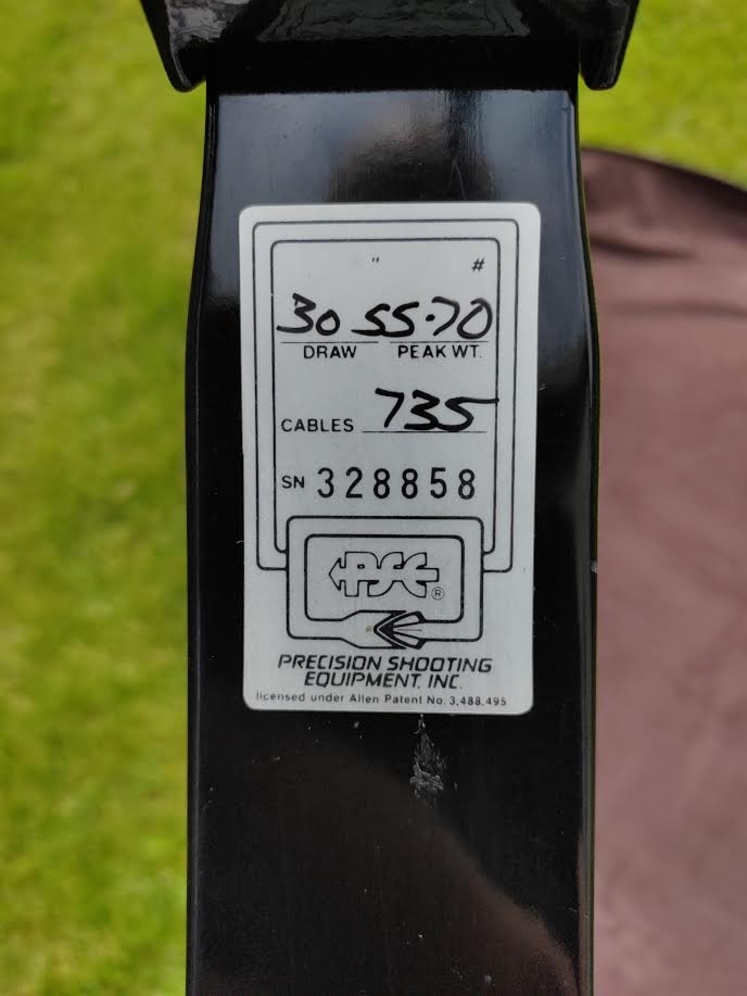 " #
30 55-70
DRAW PEAK WT.
CABLES 735
SN 328858
PSE ®
PRECISION SHOOTING
EQUIPMENT, INC.
licensed under Allen Patent No. 3,488,495